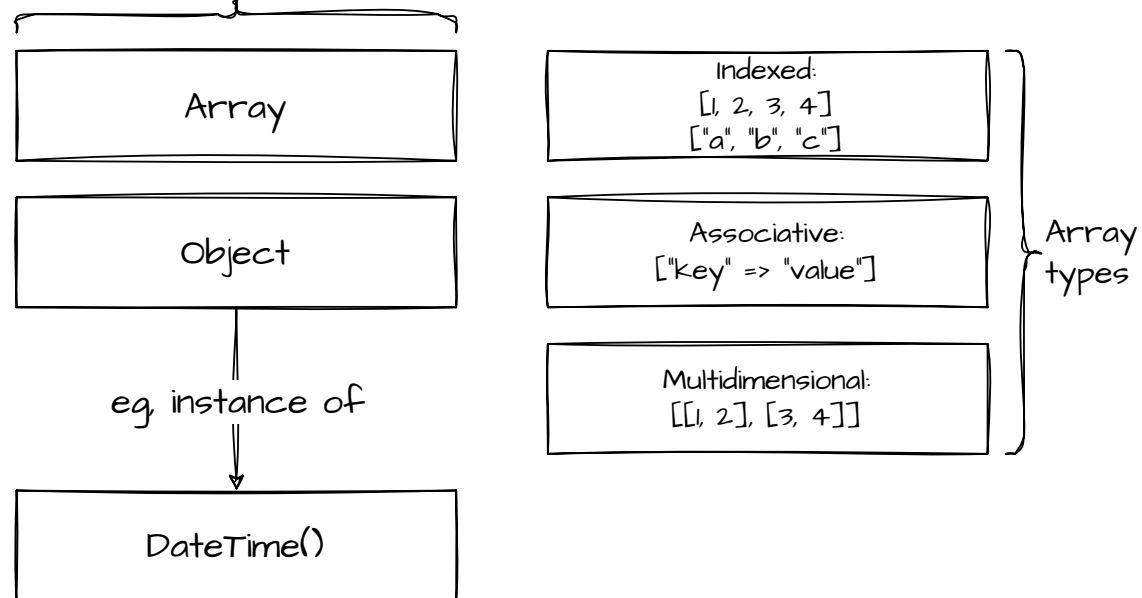 Array
Object
eg, instance of
DateTime()
Indexed:
[1, 2, 3, 4]
["a", "b", "c"]
Associative:
["key" => "value"]
Multidimensional:
[[1, 2], [3, 4]]
Array
types